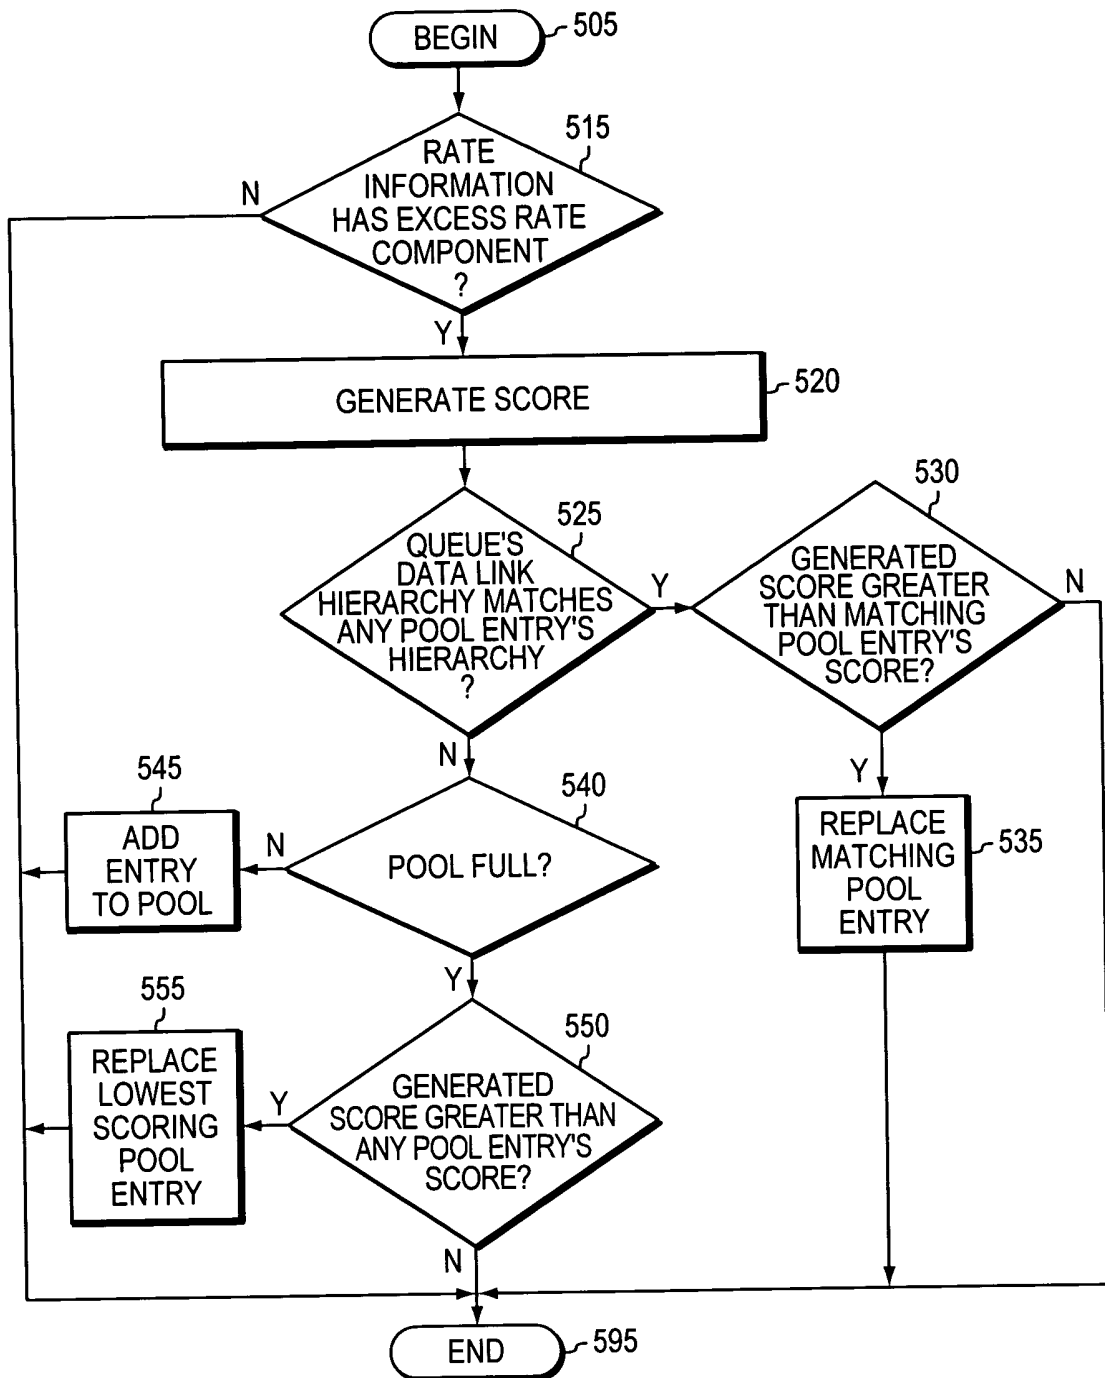 BEGIN
505
RATE
INFORMATION
HAS EXCESS RATE
COMPONENT
?
515
N
Y
GENERATE SCORE
520
QUEUE'S
DATA LINK
HIERARCHY MATCHES
ANY POOL ENTRY'S
HIERARCHY
?
525
Y
N
GENERATED
SCORE GREATER
THAN MATCHING
POOL ENTRY'S
SCORE?
530
N
Y
REPLACE
MATCHING
POOL
ENTRY
535
POOL FULL?
540
N
Y
ADD
ENTRY
TO POOL
545
GENERATED
SCORE GREATER THAN
ANY POOL ENTRY'S
SCORE?
550
Y
N
REPLACE
LOWEST
SCORING
POOL
ENTRY
555
END
595